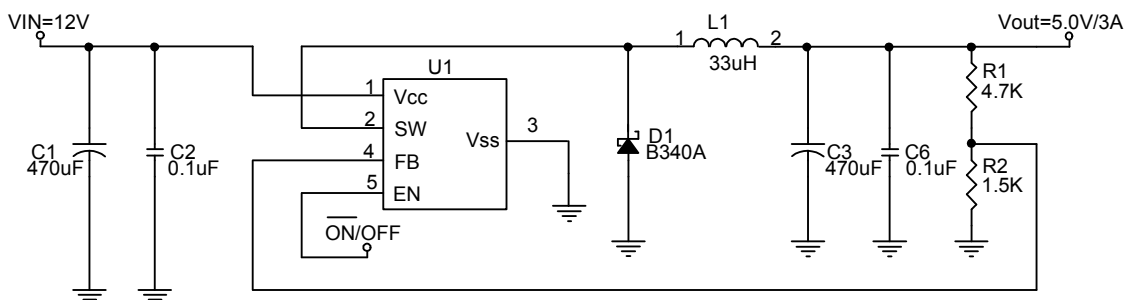 VIN=12V
Vout=5.0V/3A
L1
1 2
33uH
U1
1 Vcc
2 SW
4 FB
5 EN
Vss 3
ON/OFF
C1
470uF
C2
0.1uF
D1
B340A
C3
470uF
C6
0.1uF
R1
4.7K
R2
1.5K